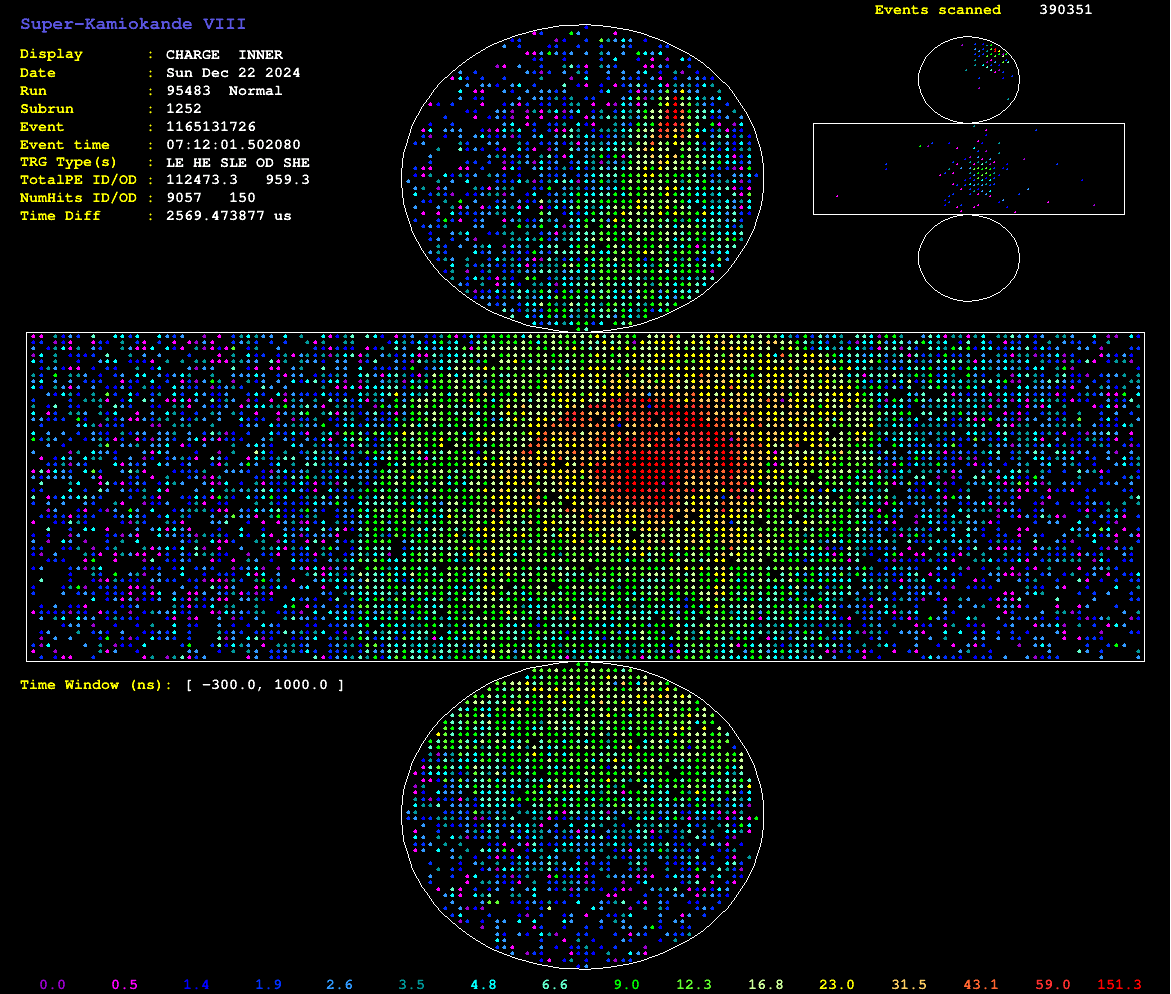 Super-Kamiokande VIII
Events scanned 390351
Display : CHARGE INNER
Date : Sun Dec 22 2024
Run : 95483 Normal
Subrun : 1252
Event : 1165131726
Event time : 07:12:01.502080
TRG Type(s) : LE HE SLE OD SHE
TotalPE ID/OD : 112473.3 959.3
NumHits ID/OD : 9057 150
Time Diff : 2569.473877 us
Time Window (ns): [ −300.0, 1000.0 ]
0.0 0.5 1.4 1.9 2.6 3.5 4.8 6.6 9.0 12.3 16.8 23.0 31.5 43.1 59.0 151.3